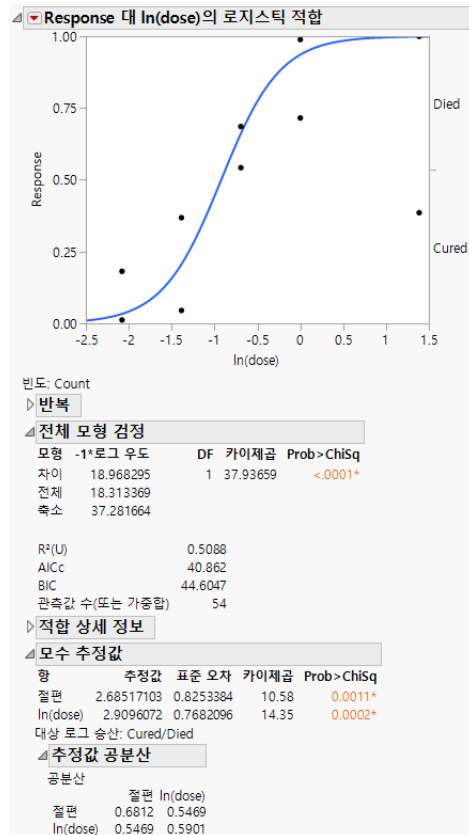 Response 대 ln(dose)의 로지스틱 적합
1.00
0.75
0.50
0.25
0.00
Response
Died
Cured
-2.5 -2 -1.5 -1 -0.5 0 0.5 1 1.5
ln(dose)
빈도: Count
반복
전체 모형 검정
모형 -1*로그 우도 DF 카이제곱 Prob>ChiSq
차이 18.968295 1 37.93659 <.0001*
전체 18.313369
축소 37.281664
R²(U) 0.5088
AICc 40.862
BIC 44.6047
관측값 수(또는 가중합) 54
적합 상세 정보
모수 추정값
항 추정값 표준 오차 카이제곱 Prob>ChiSq
절편 2.68517103 0.8253384 10.58 0.0011*
ln(dose) 2.9096072 0.7682096 14.35 0.0002*
대상 로그 승산: Cured/Died
추정값 공분산
공분산
절편 ln(dose)
절편 0.6812 0.5469
ln(dose) 0.5469 0.5901